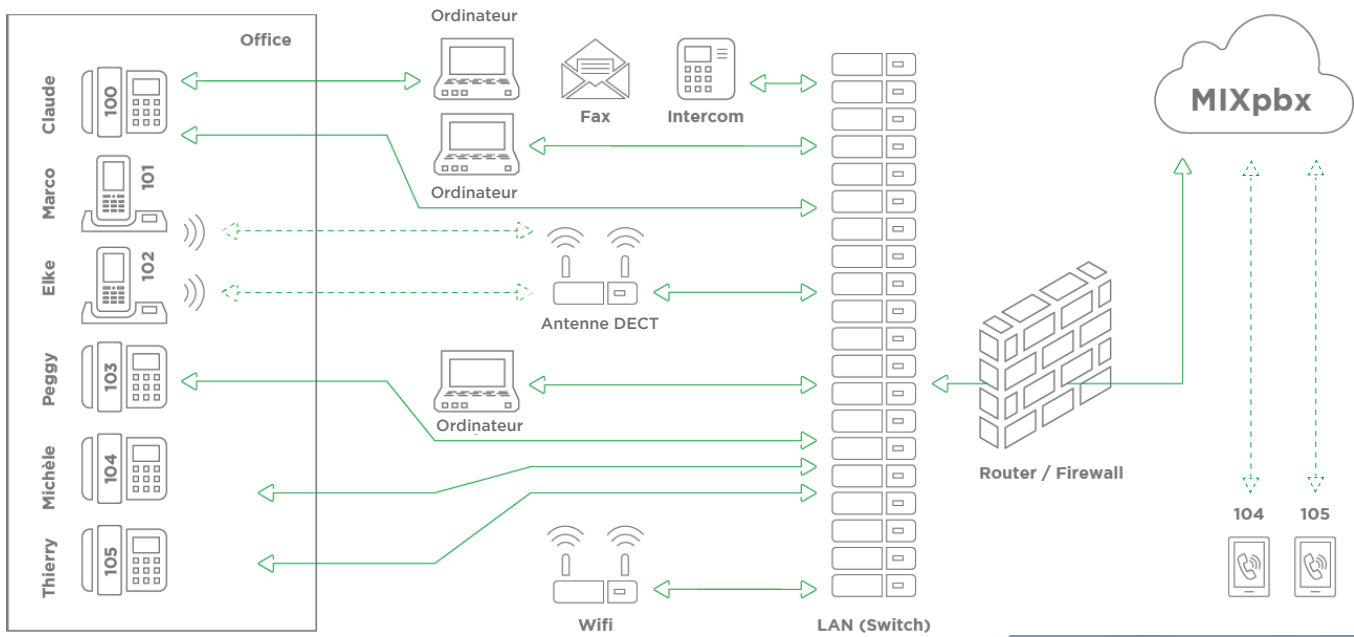 Office
Claude
100
Marco
101
Elke
102
Peggy
103
Michèle
104
Thierry
105
Ordinateur
Fax
Intercom
Ordinateur
Antenne DECT
Ordinateur
Wifi
LAN (Switch)
Router / Firewall
MIXpbx
104
105